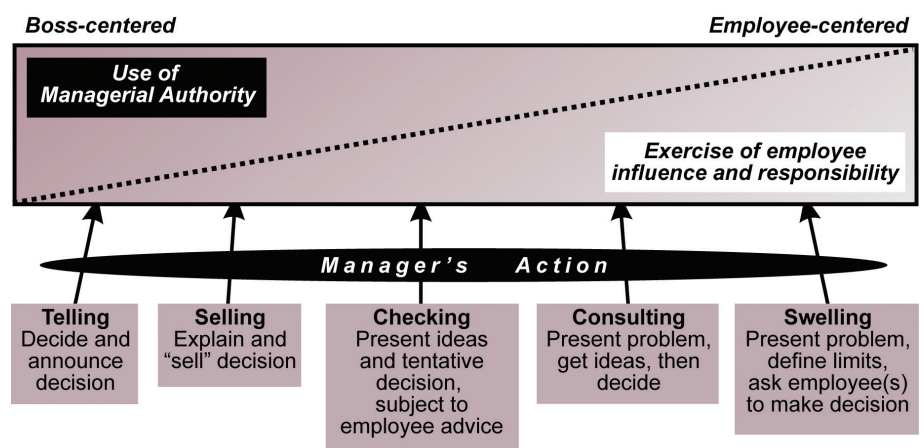 Boss-centered
Employee-centered
Use of
Managerial Authority
Exercise of employee
influence and responsibility
Manager's Action
Telling
Decide and
announce
decision
Selling
Explain and
“sell” decision
Checking
Present ideas
and tentative
decision,
subject to
employee advice
Consulting
Present problem,
get ideas, then
decide
Swelling
Present problem,
define limits,
ask employee(s)
to make decision